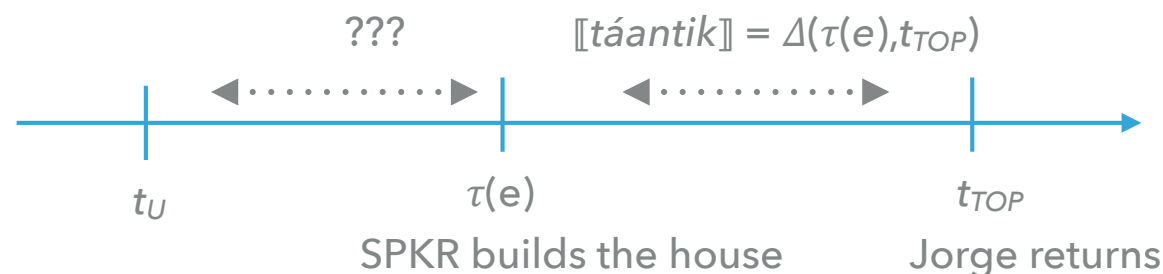 ??? ⟦táantik⟧ = Δ(τ(e),tTOP)
tU τ(e) tTOP
SPKR builds the house Jorge returns